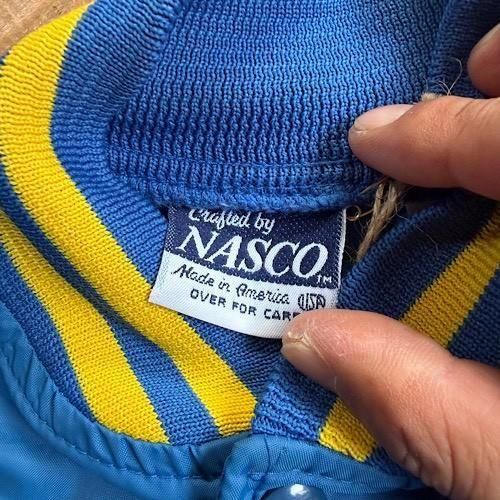 Crafted by
NASCO TM
Made in America USA
OVER FOR CARE